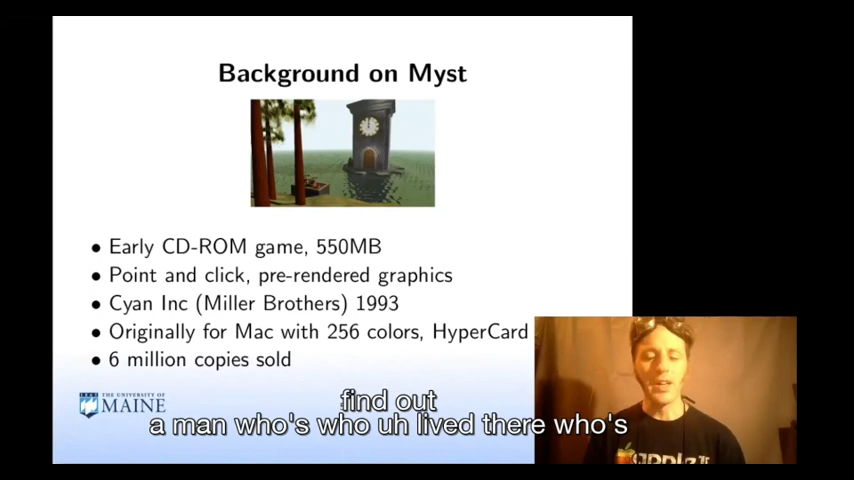 Background on Myst
• Early CD-ROM game, 550MB
• Point and click, pre-rendered graphics
• Cyan Inc (Miller Brothers) 1993
• Originally for Mac with 256 colors, HyperCard
• 6 million copies sold
THE UNIVERSITY OF
MAINE
find out
a man who's who uh lived there who's